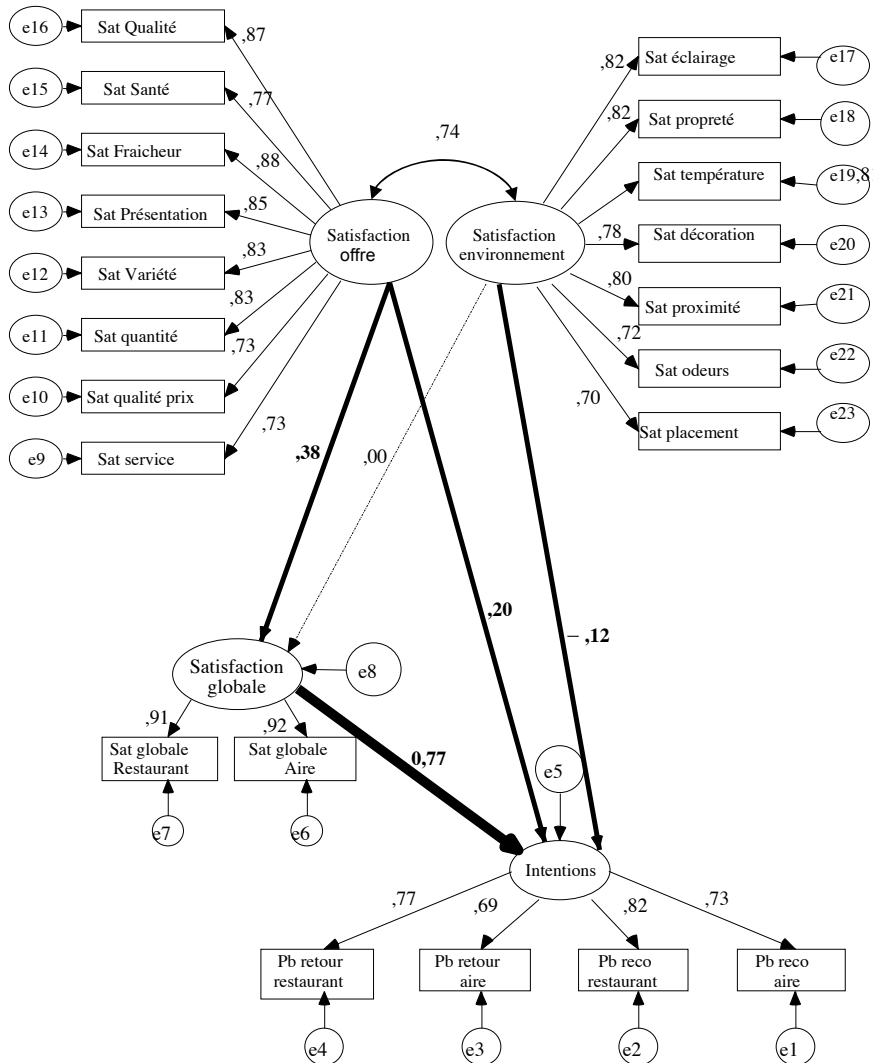 e16
Sat Qualité
,87
e15
Sat Santé
,77
e14
Sat Fraicheur
,88
e13
Sat Présentation
,85
e12
Sat Variété
,83
e11
Sat quantité
,83
e10
Sat qualité prix
,73
e9
Sat service
,73
,74
Satisfaction
offre
Satisfaction
environnement
,82
Sat éclairage
e17
,82
Sat propreté
e18
Sat température
e19,8
,78
Sat décoration
e20
,80
Sat proximité
e21
,72
Sat odeurs
e22
,70
Sat placement
e23
,38
,00
,20
– ,12
Satisfaction
globale
e8
,91
,92
Sat globale
Restaurant
Sat globale
Aire
0,77
e7
e6
e5
Intentions
,77
,69
,82
,73
Pb retour
restaurant
Pb retour
aire
Pb reco
restaurant
Pb reco
aire
e4
e3
e2
e1